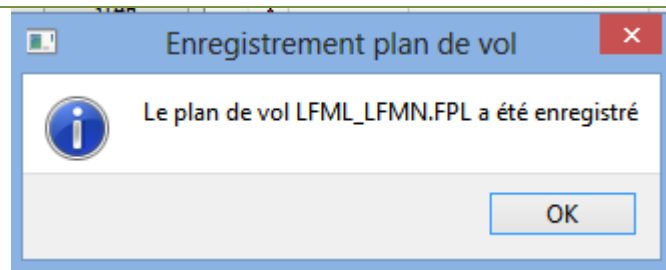 Enregistrement plan de vol
Le plan de vol LFML_LFMN.FPL a été enregistré
OK